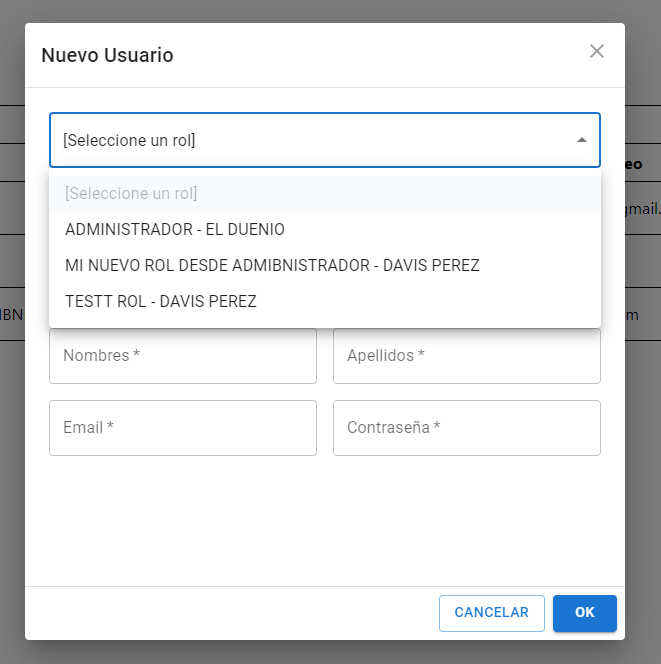 Nuevo Usuario
[Seleccione un rol]
eo
[Seleccione un rol]
gmail.
ADMINISTRADOR - EL DUENIO
MI NUEVO ROL DESDE ADMIBNISTRADOR - DAVIS PEREZ
TESTT ROL - DAVIS PEREZ
IBN
m
Nombres *
Apellidos *
Email *
Contraseña *
CANCELAR
OK